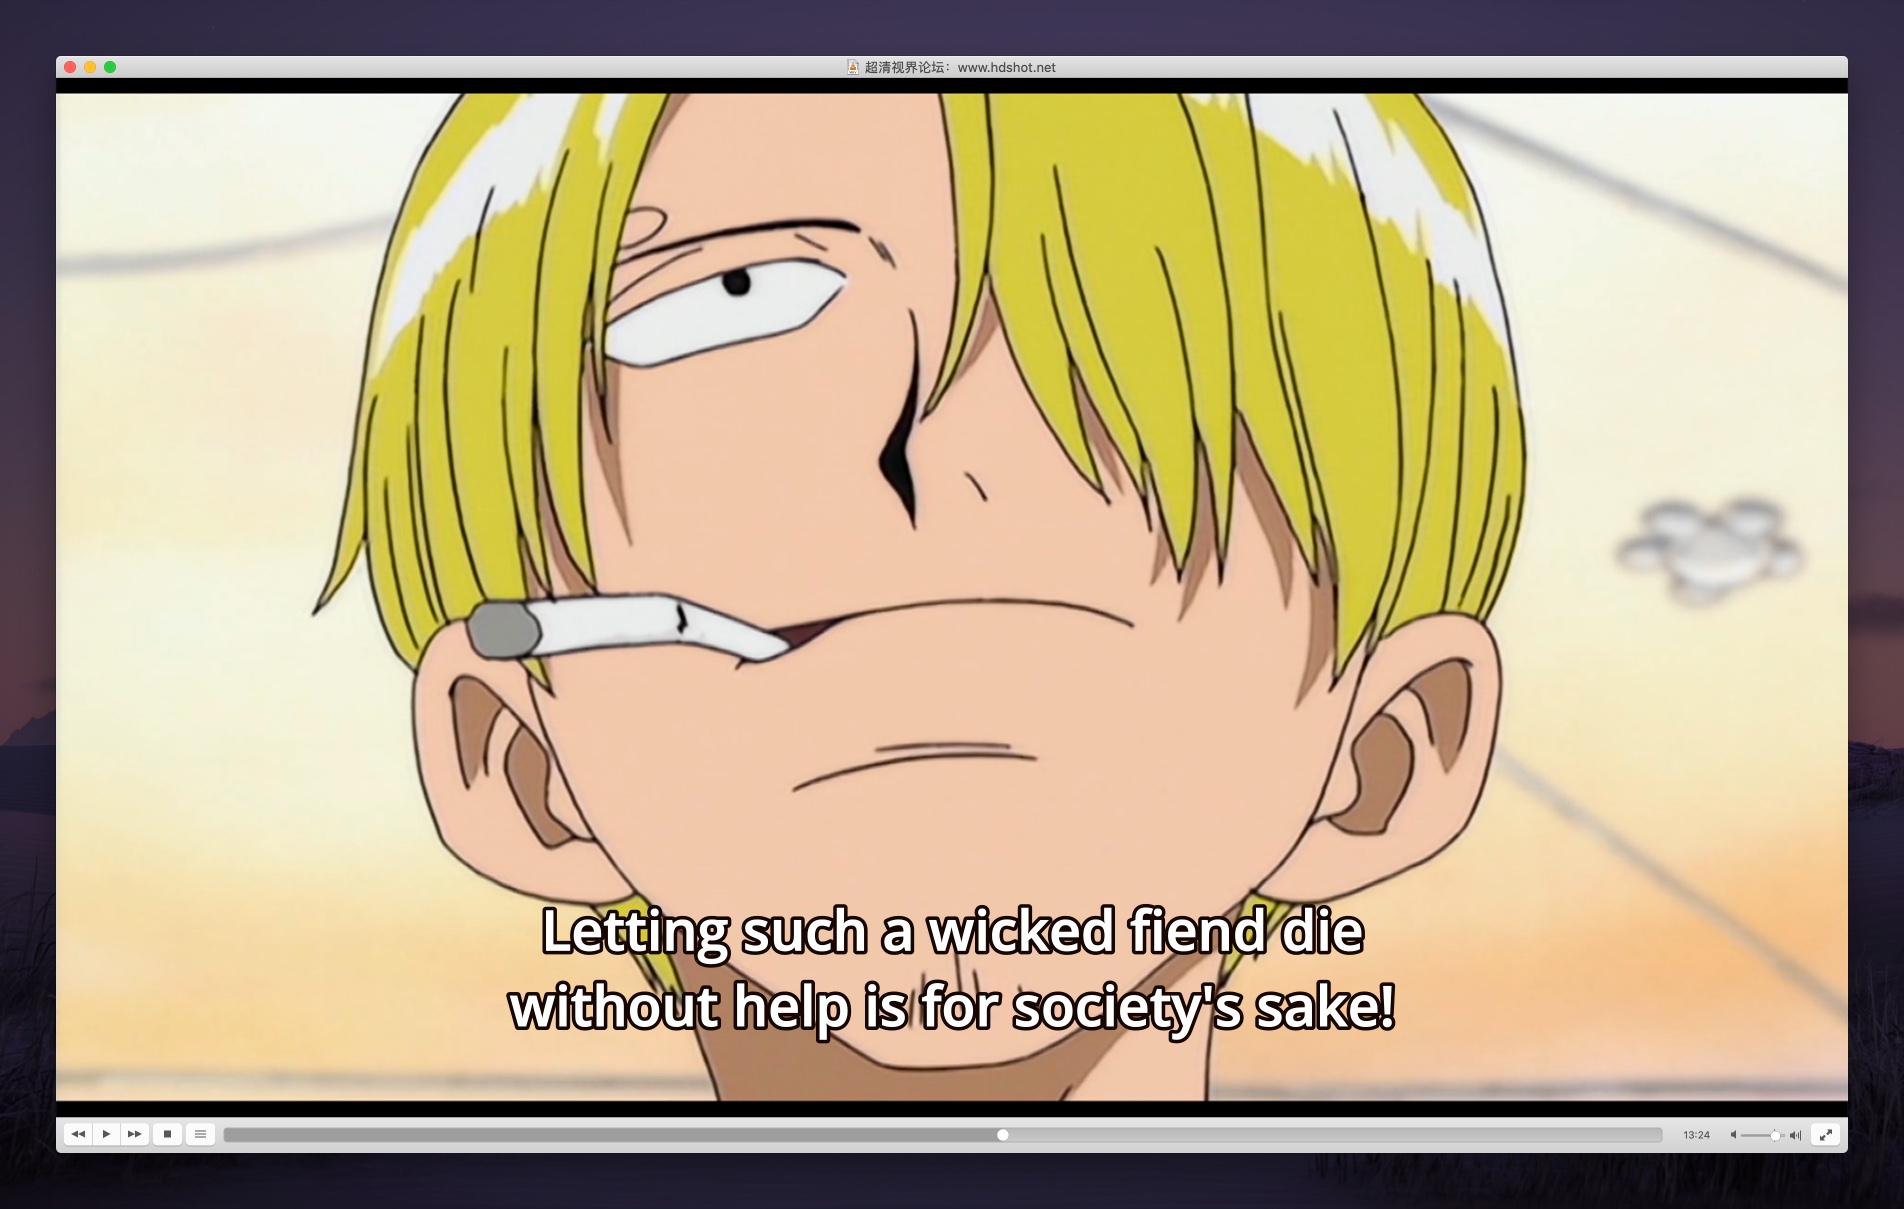 超清视界论坛：www.hdshot.net
Letting such a wicked fiend die
without help is for society's sake!
13:24